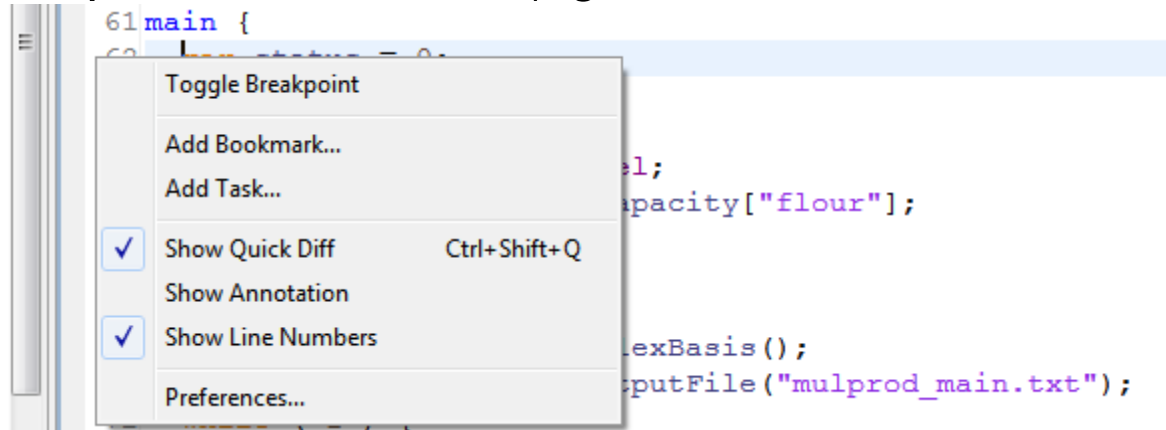 61 main {
Toggle Breakpoint
Add Bookmark...
Add Task...
el;
apacity["flour"];
✓ Show Quick Diff Ctrl+Shift+Q
Show Annotation
✓ Show Line Numbers
exBasis();
tputFile("mulprod_main.txt");
Preferences...